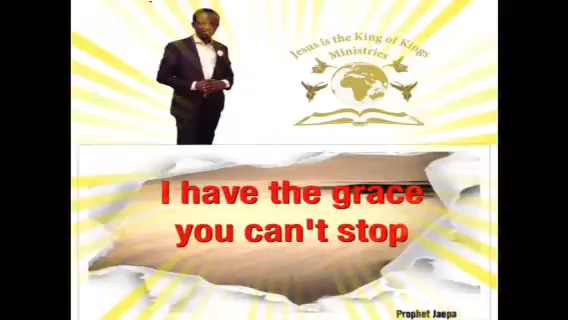 Jesus is the King of Kings
Ministries
I have the grace
you can't stop
Prophet Jaepa